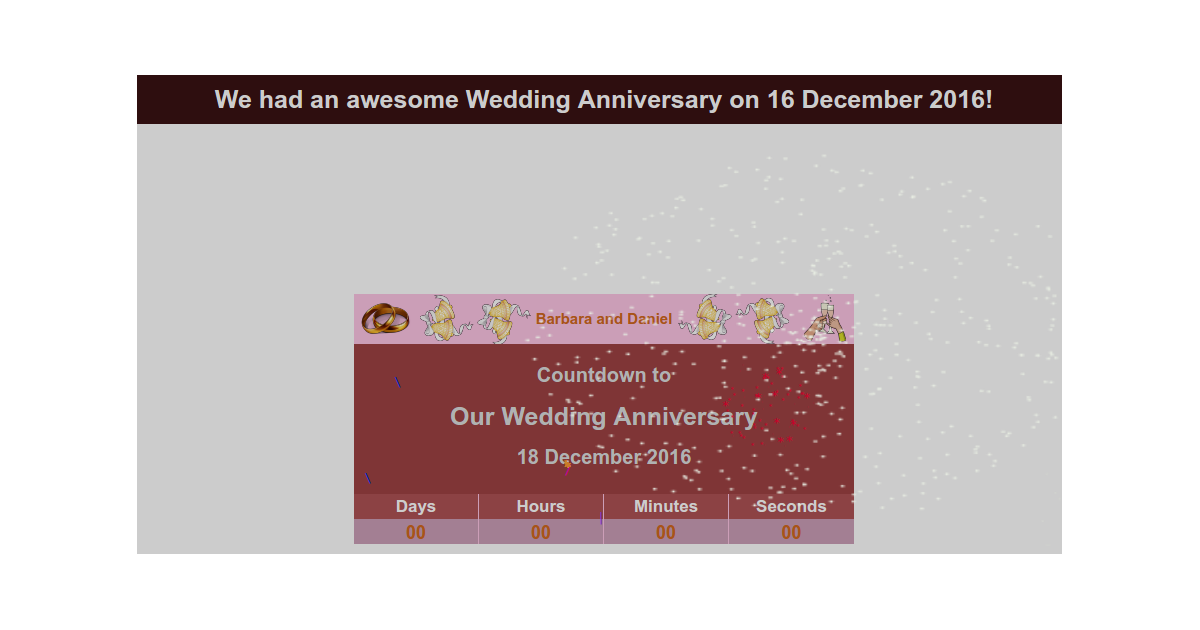 We had an awesome Wedding Anniversary on 16 December 2016!
Barbara and Daniel
Countdown to
Our Wedding Anniversary
18 December 2016
Days Hours Minutes Seconds
00 00 00 00